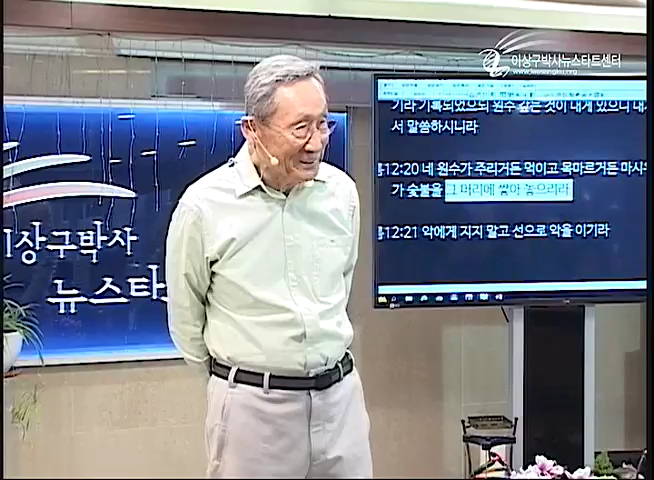 이상구박사뉴스타트센터
www.leesangku.org
기라 기록되었으되 원수 갚는 것이 내게 있으니 내
서 말씀하시니라
12:20 네 원수가 주리거든 먹이고 목마르거든 마시
가 숯불을 그 머리에 쌓아 놓으리라
12:21 악에게 지지 말고 선으로 악을 이기라
이상구박사
뉴스타